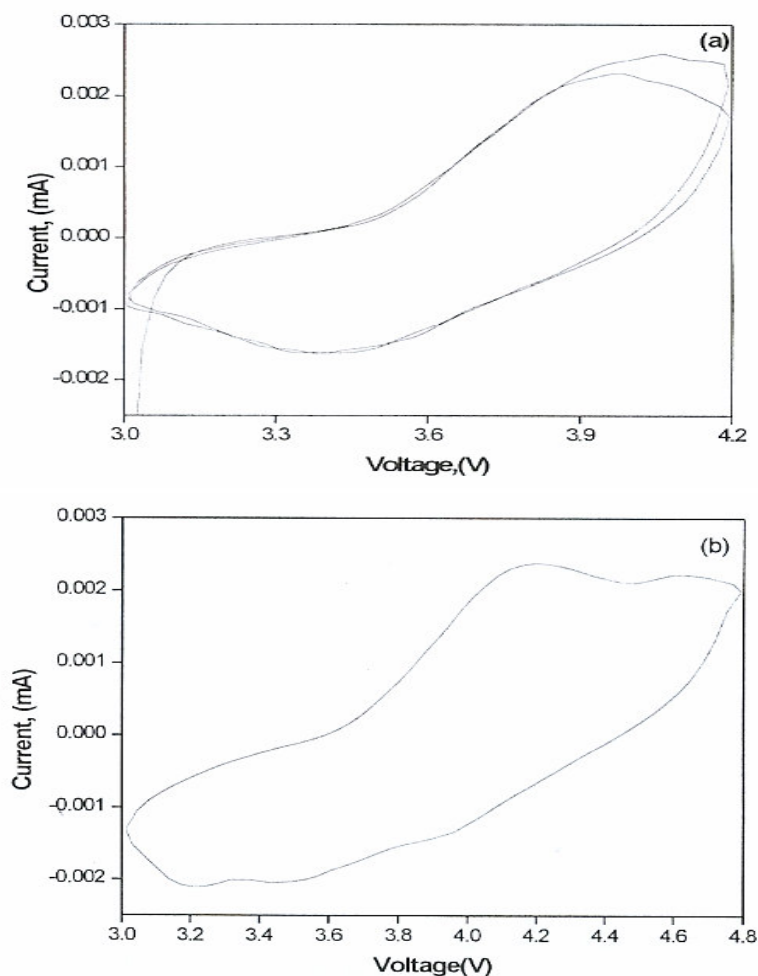 (a)
Current, (mA)
0.003
0.002
0.001
0.000
-0.001
-0.002
3.0 3.3 3.6 3.9 4.2
Voltage,(V)
(b)
Current, (mA)
0.003
0.002
0.001
0.000
-0.001
-0.002
3.0 3.2 3.4 3.6 3.8 4.0 4.2 4.4 4.6 4.8
Voltage(V)